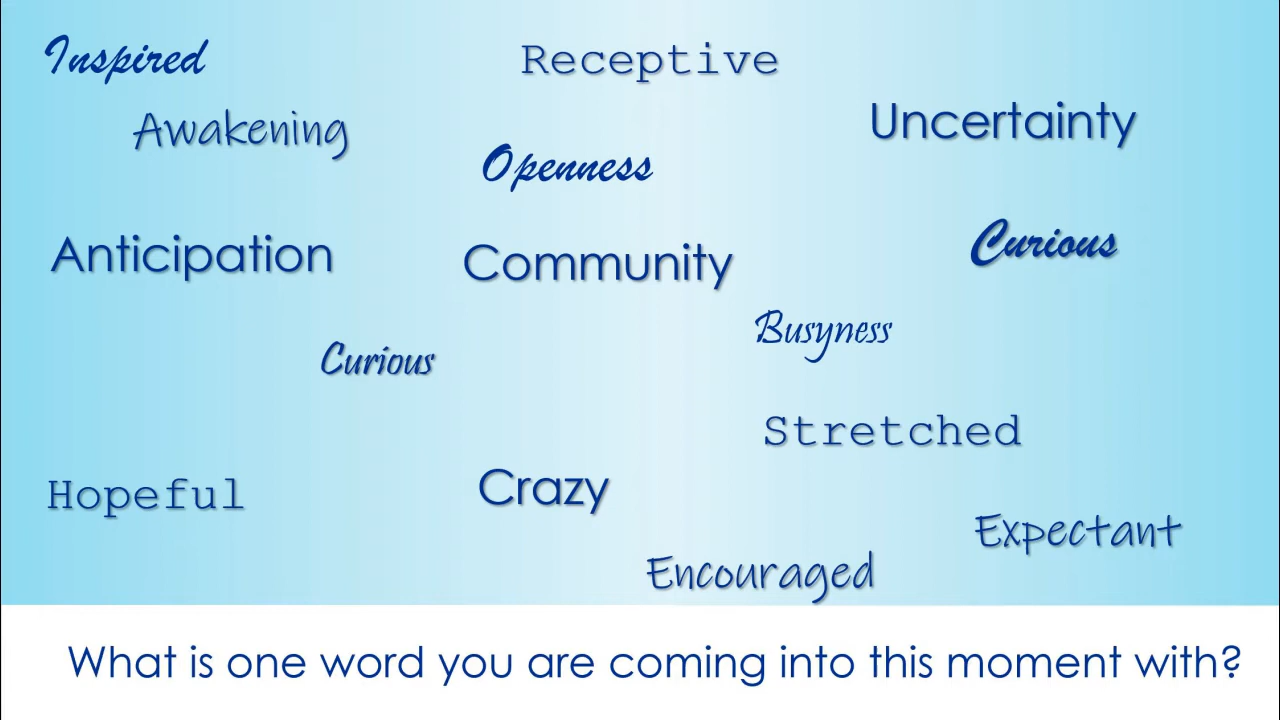 Inspired
Receptive
Awakening
Uncertainty
Openness
Anticipation
Community
Curious
Busyness
Curious
Stretched
Hopeful
Crazy
Expectant
Encouraged
What is one word you are coming into this moment with?